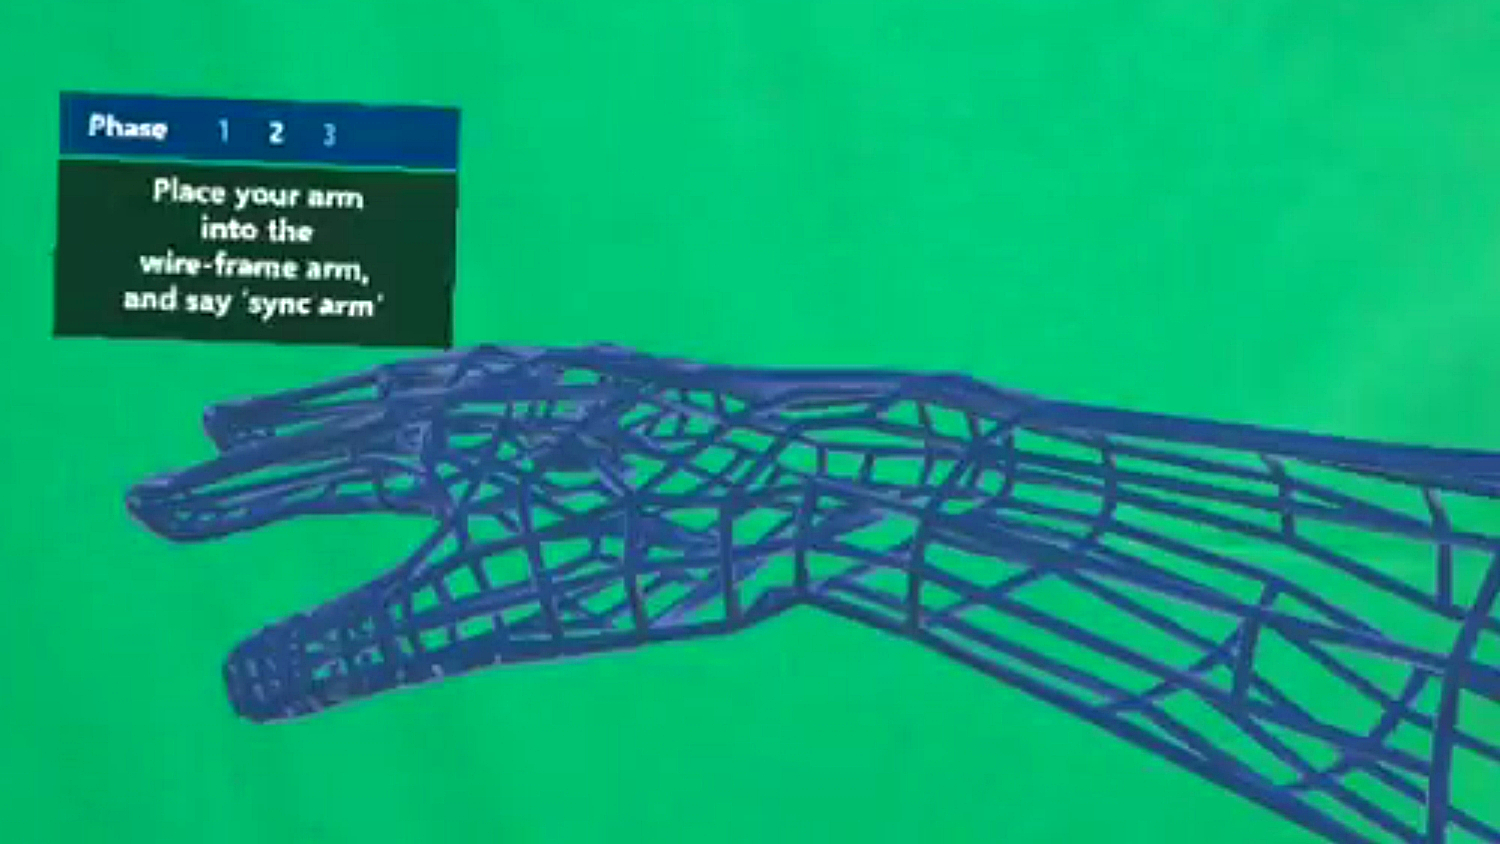 Phase 1 2 3
Place your arm
into the
wire-frame arm,
and say 'sync arm'